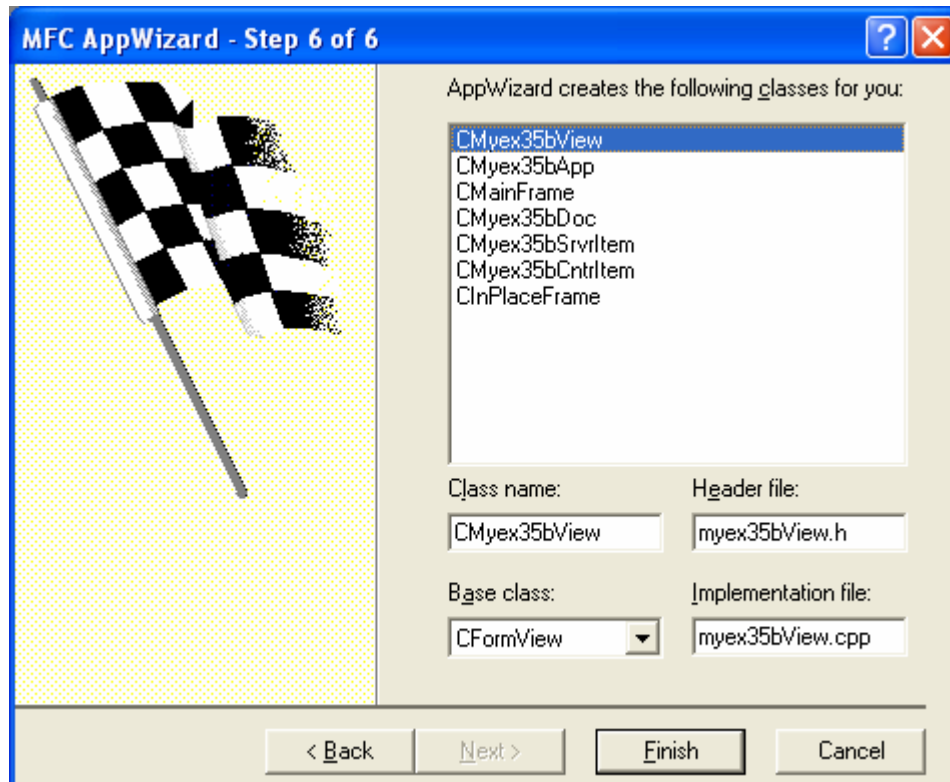 MFC AppWizard - Step 6 of 6
AppWizard creates the following classes for you:
CMyex35bView
CMyex35bApp
CMainFrame
CMyex35bDoc
CMyex35bSrvrItem
CMyex35bCntrItem
CInPlaceFrame
Class name:
Header file:
CMyex35bView
myex35bView.h
Base class:
Implementation file:
CFormView
myex35bView.cpp
< Back
Next >
Finish
Cancel